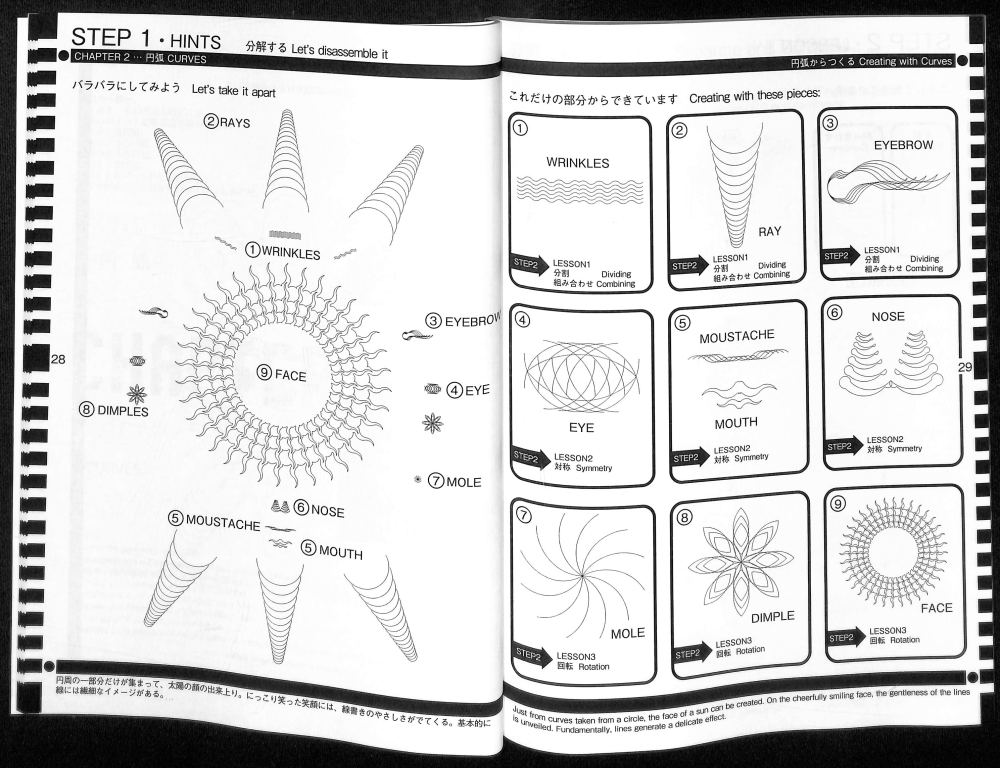 STEP 1・HINTS 分解する Let's disassemble it
CHAPTER 2 … 円弧 CURVES
バラバラにしてみよう Let's take it apart
②RAYS
①WRINKLES
③EYEBROW
⑨FACE
④EYE
⑧DIMPLES
⑦MOLE
⑥NOSE
⑤MOUSTACHE
⑤MOUTH
28
円周の一部分だけが集まって、太陽の顔の出来上り。にっこり笑った笑顔には、線書きのやさしさがでてくる。基本的に
線には繊細なイメージがある。
円弧からつくる Creating with Curves
これだけの部分からできています Creating with these pieces:
①
WRINKLES
STEP2
LESSON1
分割 Dividing
組み合わせ Combining
②
RAY
STEP2
LESSON1
分割 Dividing
組み合わせ Combining
③
EYEBROW
STEP2
LESSON1
分割 Dividing
組み合わせ Combining
④
EYE
STEP2
LESSON2
対称 Symmetry
⑤
MOUSTACHE
MOUTH
STEP2
LESSON2
対称 Symmetry
⑥
NOSE
STEP2
LESSON2
対称 Symmetry
29
⑦
MOLE
STEP2
LESSON3
回転 Rotation
⑧
DIMPLE
STEP2
LESSON3
回転 Rotation
⑨
FACE
STEP2
LESSON3
回転 Rotation
Just from curves taken from a circle, the face of a sun can be created. On the cheerfully smiling face, the gentleness of the lines
is unveiled. Fundamentally, lines generate a delicate effect.